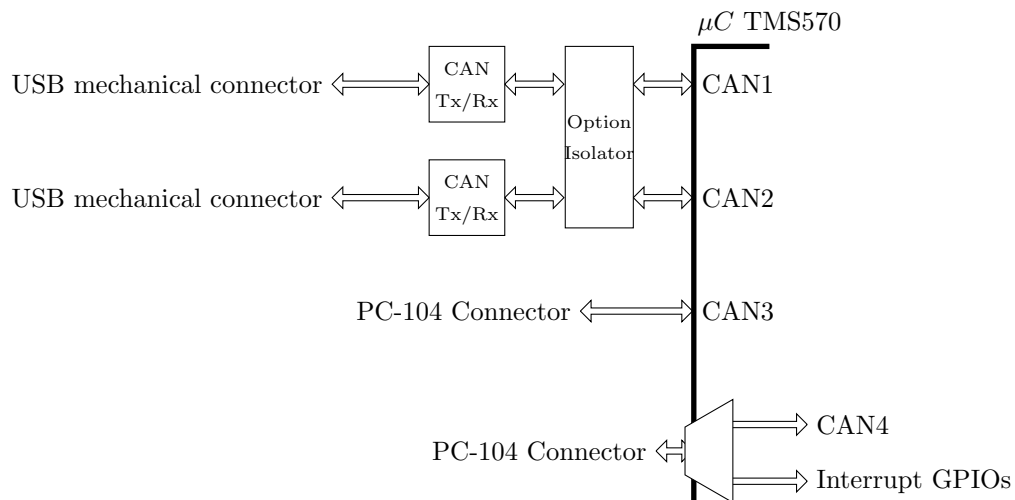 μC TMS570
USB mechanical connector
CAN
Tx/Rx
Option
Isolator
CAN1
USB mechanical connector
CAN
Tx/Rx
CAN2
PC-104 Connector
CAN3
PC-104 Connector
CAN4
Interrupt GPIOs